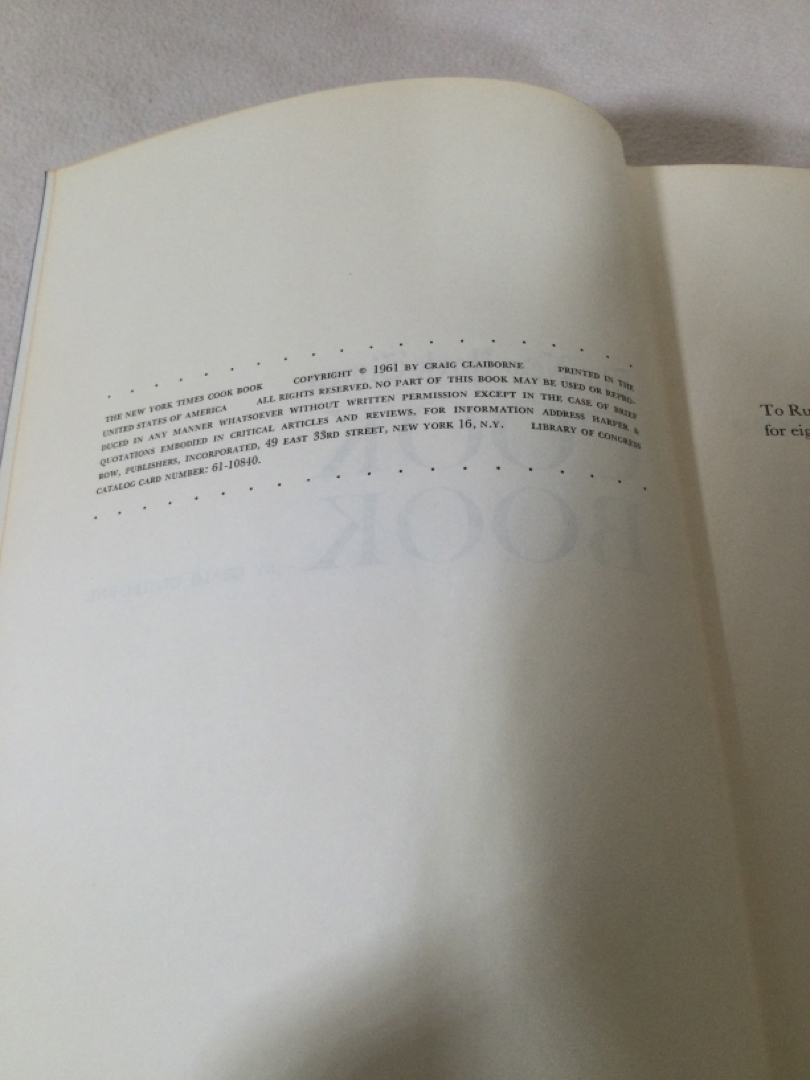 THE NEW YORK TIMES COOK BOOK COPYRIGHT © 1961 BY CRAIG CLAIBORNE PRINTED IN THE
UNITED STATES OF AMERICA ALL RIGHTS RESERVED. NO PART OF THIS BOOK MAY BE USED OR REPRO-
DUCED IN ANY MANNER WHATSOEVER WITHOUT WRITTEN PERMISSION EXCEPT IN THE CASE OF BRIEF
QUOTATIONS EMBODIED IN CRITICAL ARTICLES AND REVIEWS. FOR INFORMATION ADDRESS HARPER &
ROW, PUBLISHERS, INCORPORATED, 49 EAST 33RD STREET, NEW YORK 16, N.Y. LIBRARY OF CONGRESS
CATALOG CARD NUMBER: 61-10840.
BOOK
To Ru
for eig